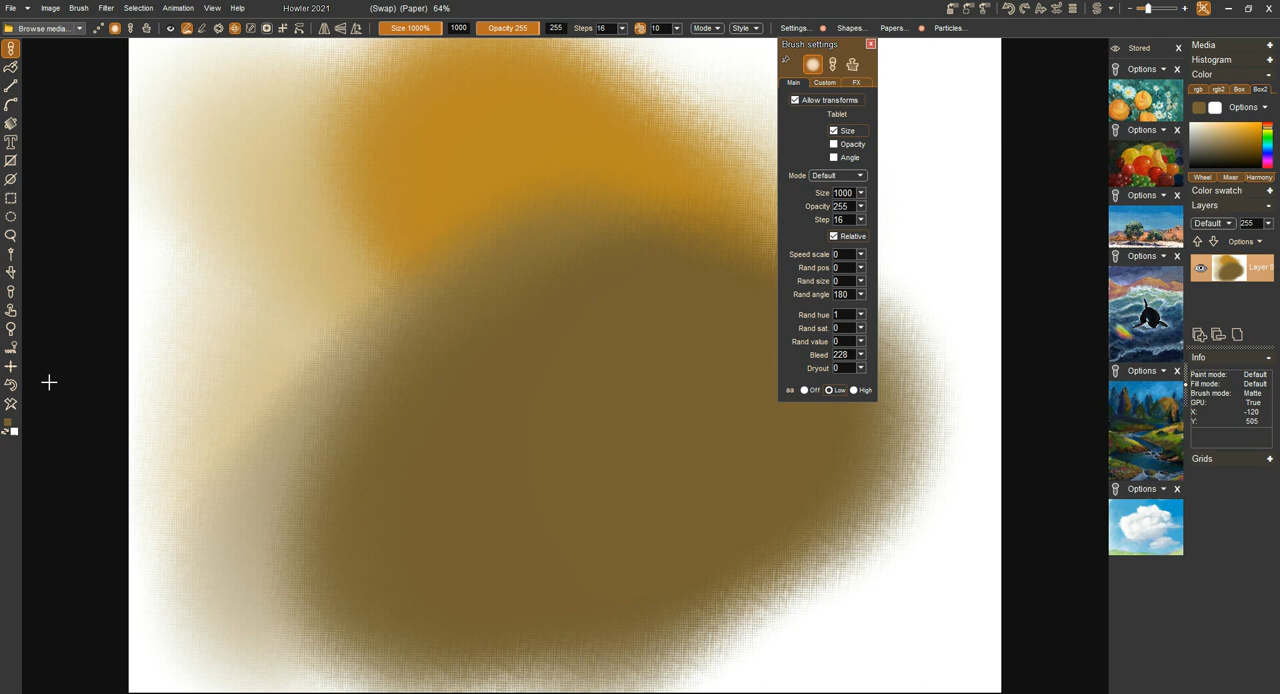 File Image Brush Filter Selection Animation View Help Howler 2021 (Swap) (Paper) 64%
Browse media... Size 1000% 1000 Opacity 255 255 Steps 16 10 Mode Style Settings... Shapes... Papers... Particles...
Brush settings
Main Custom FX
Allow transforms
Tablet
Size
Opacity
Angle
Mode Default
Size 1000
Opacity 255
Step 16
Relative
Speed scale 0
Rand pos 0
Rand size 0
Rand angle 180
Rand hue 1
Rand sat. 0
Rand value 0
Bleed 228
Dryout 0
aa Off Low High
Stored X
Options X
Options X
Options X
Options X
Options X
Options X
Media +
Histogram +
Color -
rgb rgb2 Box Box2
Options
Wheel Mixer Harmony
Color swatch +
Layers -
Default 255
Options
Layer 0
Info -
Paint mode: Default
Fill mode: Default
Brush mode: Matte
GPU: True
X: -120
Y: 505
Grids +
100%